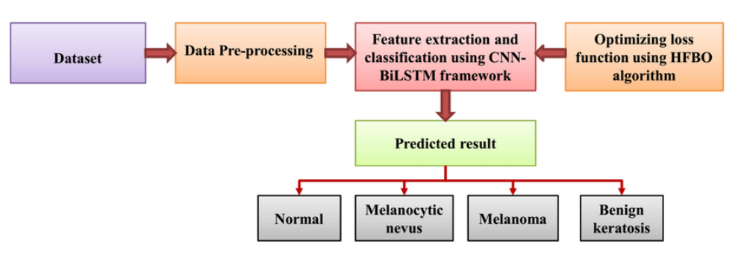 Dataset
Data Pre-processing
Feature extraction and
classification using CNN-
BiLSTM framework
Optimizing loss
function using HFBO
algorithm
Predicted result
Normal
Melanocytic
nevus
Melanoma
Benign
keratosis